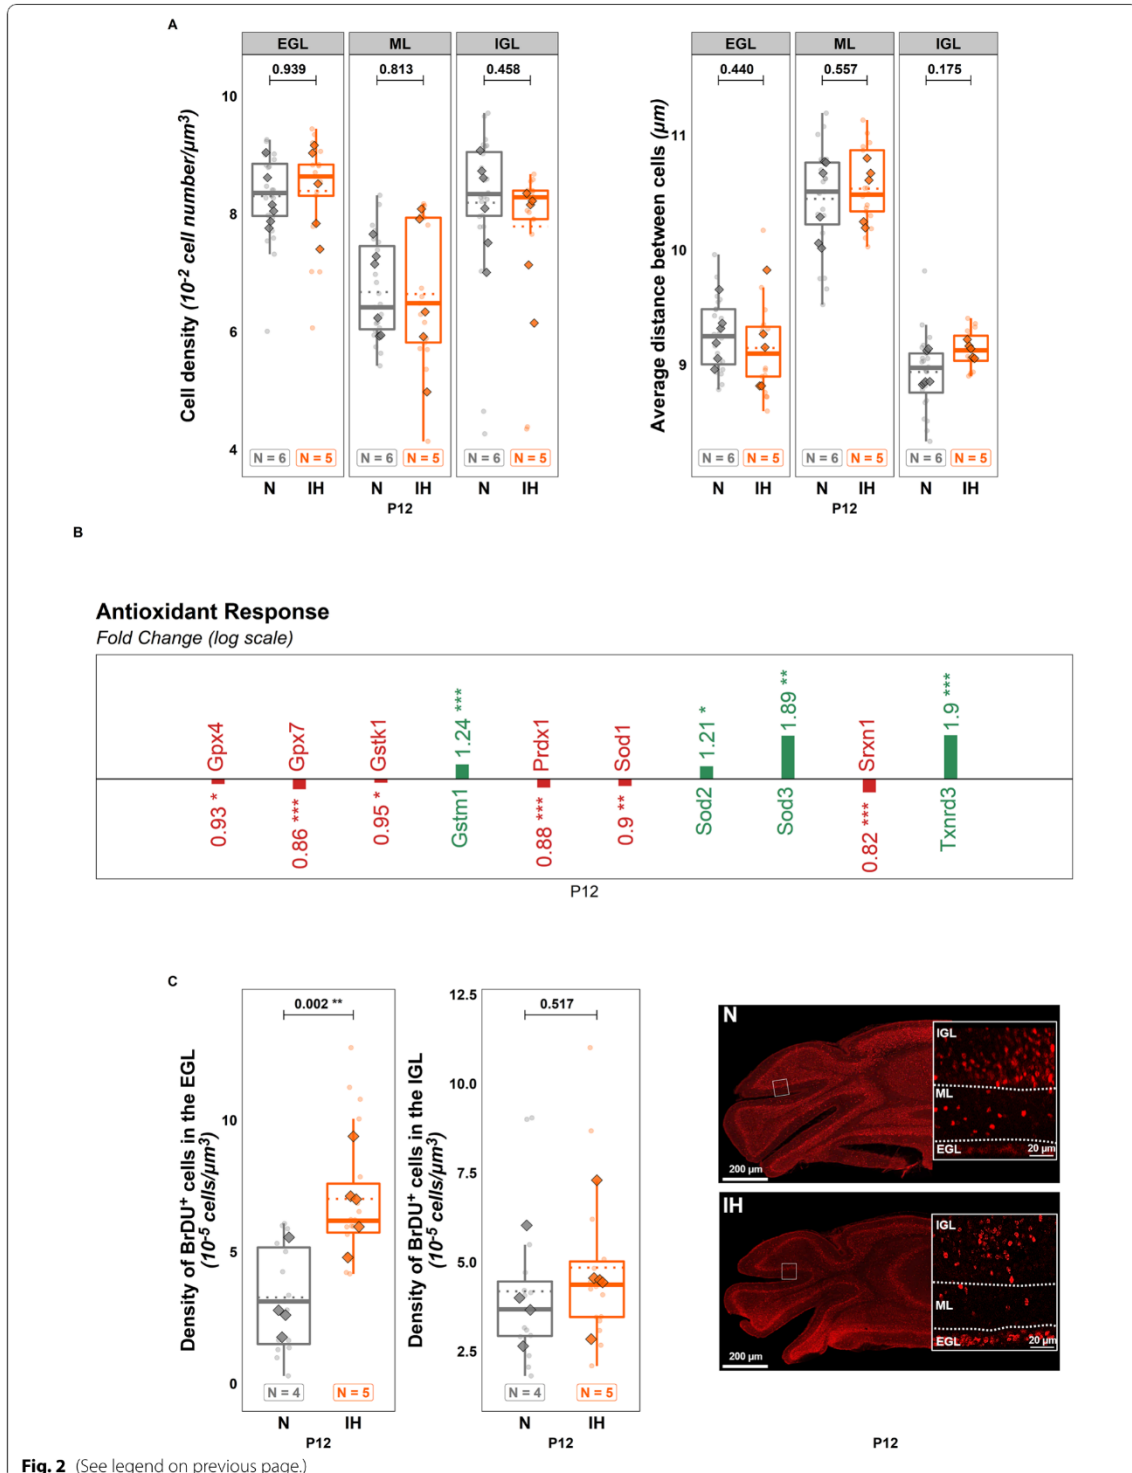 A
EGL ML IGL
0.939 0.813 0.458
Cell density (10-2 cell number/µm3)
10
8
6
4
N = 6 N = 5 N = 6 N = 5 N = 6 N = 5
N IH N IH N IH
P12
EGL ML IGL
0.440 0.557 0.175
Average distance between cells (µm)
11
10
9
N = 6 N = 5 N = 6 N = 5 N = 6 N = 5
N IH N IH N IH
P12
B
Antioxidant Response
Fold Change (log scale)
Gpx4 0.93 *
Gpx7 0.86 ***
Gstk1 0.95 *
Gstm1 1.24 ***
Prdx1 0.88 ***
Sod1 0.9 **
Sod2 1.21 *
Sod3 1.89 **
Srxn1 0.82 ***
Txnrd3 1.9 ***
P12
C
0.002 **
Density of BrDU+ cells in the EGL
(10-5 cells/µm3)
10
5
0
N = 4 N = 5
N IH
P12
0.517
Density of BrDU+ cells in the IGL
(10-5 cells/µm3)
12.5
10.0
7.5
5.0
2.5
N = 4 N = 5
N IH
P12
N
IGL
ML
EGL
20 µm
200 µm
IH
IGL
ML
EGL
20 µm
200 µm
P12
Fig. 2 (See legend on previous page.)